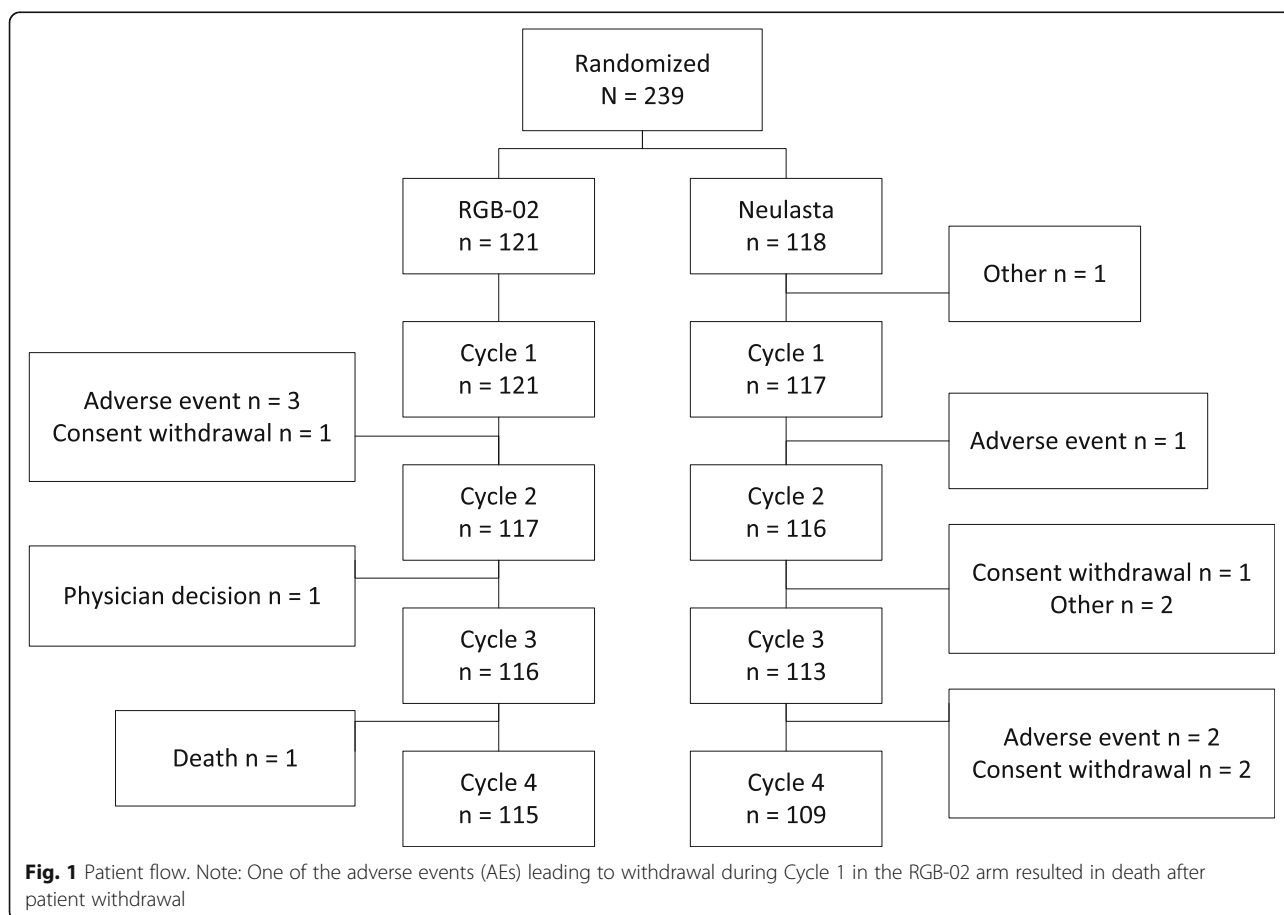 Randomized
N = 239
RGB-02
n = 121
Neulasta
n = 118
Other n = 1
Cycle 1
n = 121
Cycle 1
n = 117
Adverse event n = 3
Consent withdrawal n = 1
Adverse event n = 1
Cycle 2
n = 117
Cycle 2
n = 116
Physician decision n = 1
Consent withdrawal n = 1
Other n = 2
Cycle 3
n = 116
Cycle 3
n = 113
Death n = 1
Adverse event n = 2
Consent withdrawal n = 2
Cycle 4
n = 115
Cycle 4
n = 109
Fig. 1 Patient flow. Note: One of the adverse events (AEs) leading to withdrawal during Cycle 1 in the RGB-02 arm resulted in death after
patient withdrawal